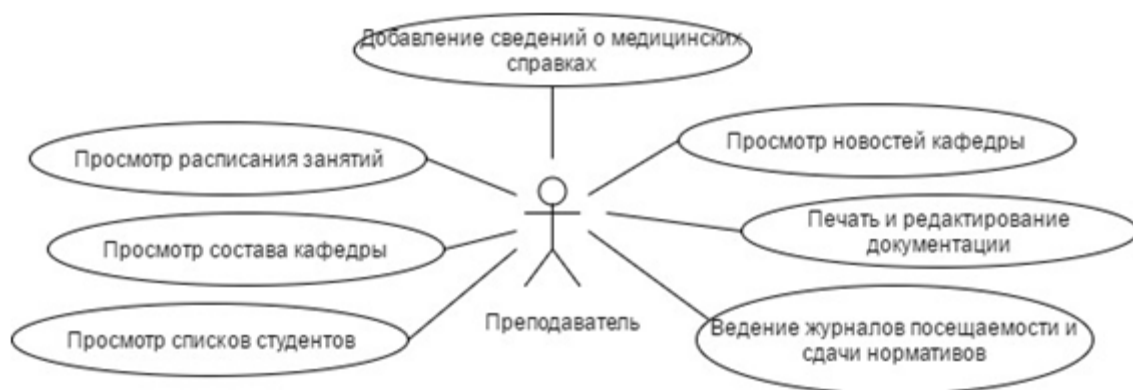 Добавление сведений о медицинских
справках
Просмотр расписания занятий
Просмотр новостей кафедры
Просмотр состава кафедры
Печать и редактирование
документации
Просмотр списков студентов
Преподаватель
Ведение журналов посещаемости и
сдачи нормативов